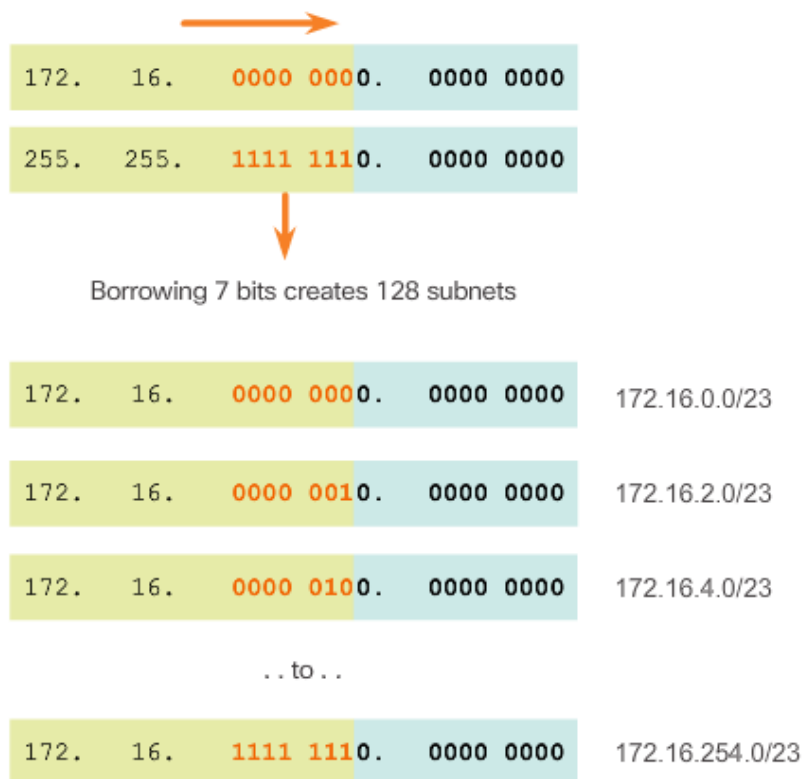 172. 16. 0000 0000. 0000 0000
255. 255. 1111 1110. 0000 0000
Borrowing 7 bits creates 128 subnets
172. 16. 0000 0000. 0000 0000 172.16.0.0/23
172. 16. 0000 0010. 0000 0000 172.16.2.0/23
172. 16. 0000 0100. 0000 0000 172.16.4.0/23
. . to . .
172. 16. 1111 1110. 0000 0000 172.16.254.0/23